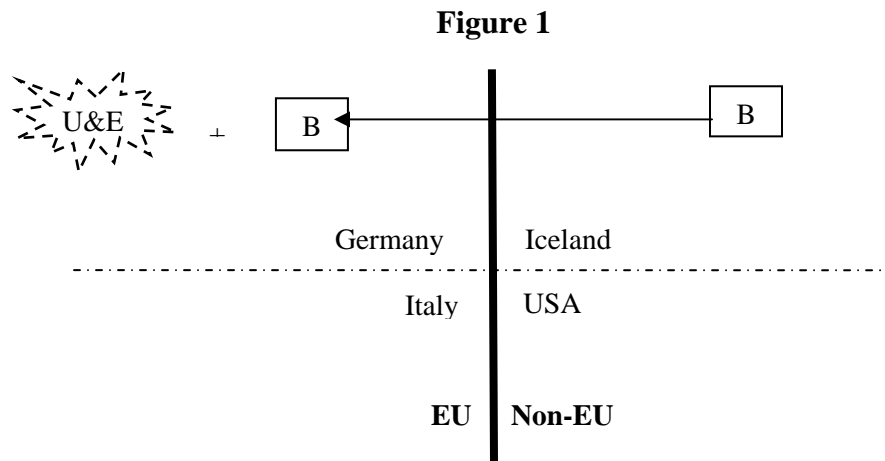 Figure 1
U&E + B B
Germany Iceland
Italy USA
EU Non-EU